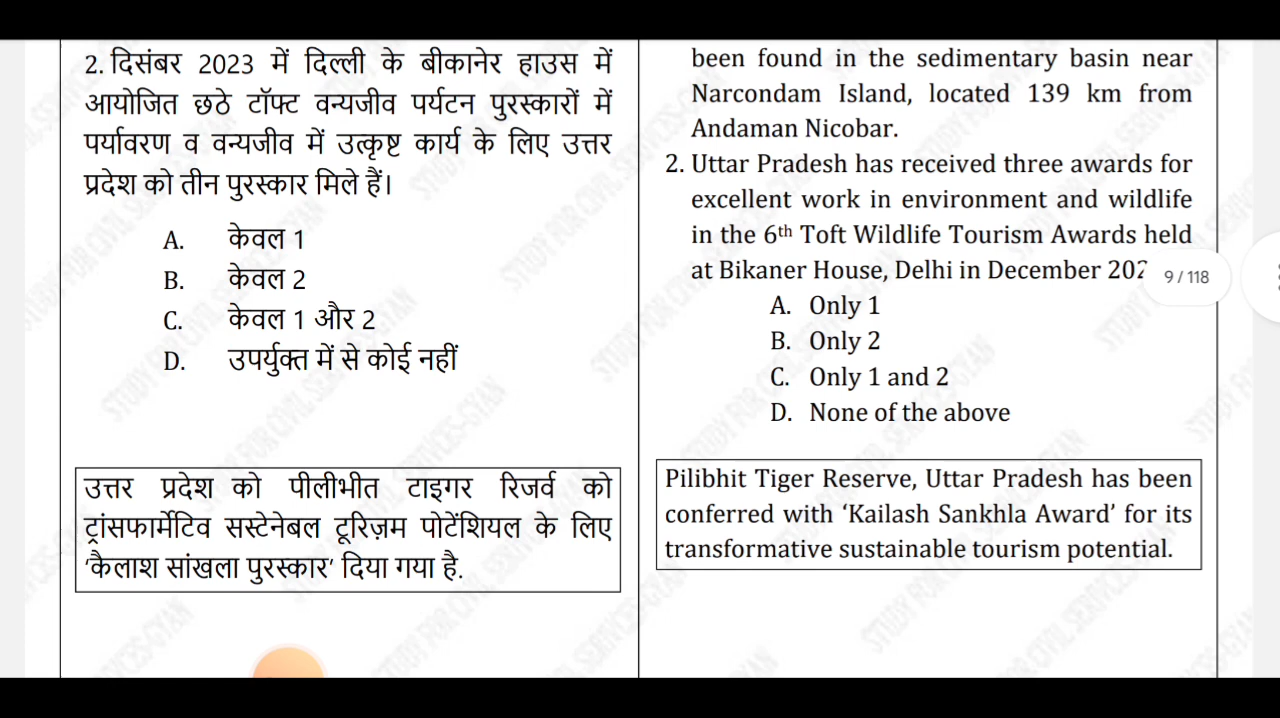 2. दिसंबर 2023 में दिल्ली के बीकानेर हाउस में
आयोजित छठे टॉफ्ट वन्यजीव पर्यटन पुरस्कारों में
पर्यावरण व वन्यजीव में उत्कृष्ट कार्य के लिए उत्तर
प्रदेश को तीन पुरस्कार मिले हैं।
A. केवल 1
B. केवल 2
C. केवल 1 और 2
D. उपर्युक्त में से कोई नहीं
उत्तर प्रदेश को पीलीभीत टाइगर रिजर्व को
ट्रांसफार्मेटिव सस्टेनेबल टूरिज़म पोटेंशियल के लिए
‘कैलाश सांखला पुरस्कार’ दिया गया है.
been found in the sedimentary basin near
Narcondam Island, located 139 km from
Andaman Nicobar.
2. Uttar Pradesh has received three awards for
excellent work in environment and wildlife
in the 6th Toft Wildlife Tourism Awards held
at Bikaner House, Delhi in December 202
A. Only 1
B. Only 2
C. Only 1 and 2
D. None of the above
Pilibhit Tiger Reserve, Uttar Pradesh has been
conferred with ‘Kailash Sankhla Award’ for its
transformative sustainable tourism potential.
9 / 118
STUDY FOR CIVIL SERVICES-GYAN